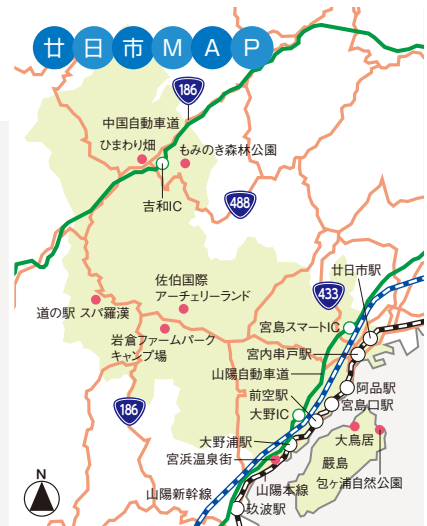 廿日市MAP
186
中国自動車道
ひまわり畑
もみのき森林公園
吉和IC
488
佐伯国際
アーチェリーランド
廿日市駅
433
道の駅 スパ羅漢
宮島スマートIC
岩倉ファームパーク
キャンプ場
宮内串戸駅
山陽自動車道
阿品駅
前空駅
宮島口駅
186
大野IC
大野浦駅
大鳥居
宮浜温泉街
厳島
包ヶ浦自然公園
N
山陽新幹線
山陽本線
玖波駅